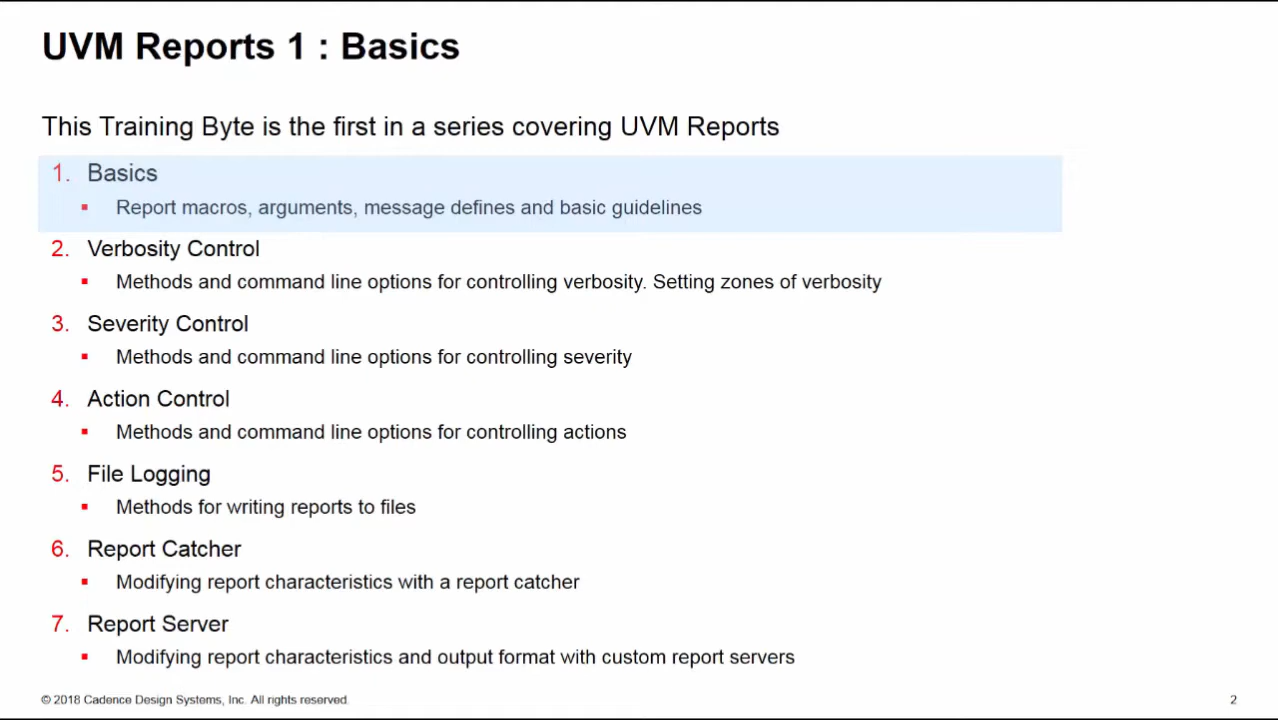 UVM Reports 1 : Basics
This Training Byte is the first in a series covering UVM Reports
1. Basics
▪ Report macros, arguments, message defines and basic guidelines
2. Verbosity Control
▪ Methods and command line options for controlling verbosity. Setting zones of verbosity
3. Severity Control
▪ Methods and command line options for controlling severity
4. Action Control
▪ Methods and command line options for controlling actions
5. File Logging
▪ Methods for writing reports to files
6. Report Catcher
▪ Modifying report characteristics with a report catcher
7. Report Server
▪ Modifying report characteristics and output format with custom report servers
© 2018 Cadence Design Systems, Inc. All rights reserved.
2